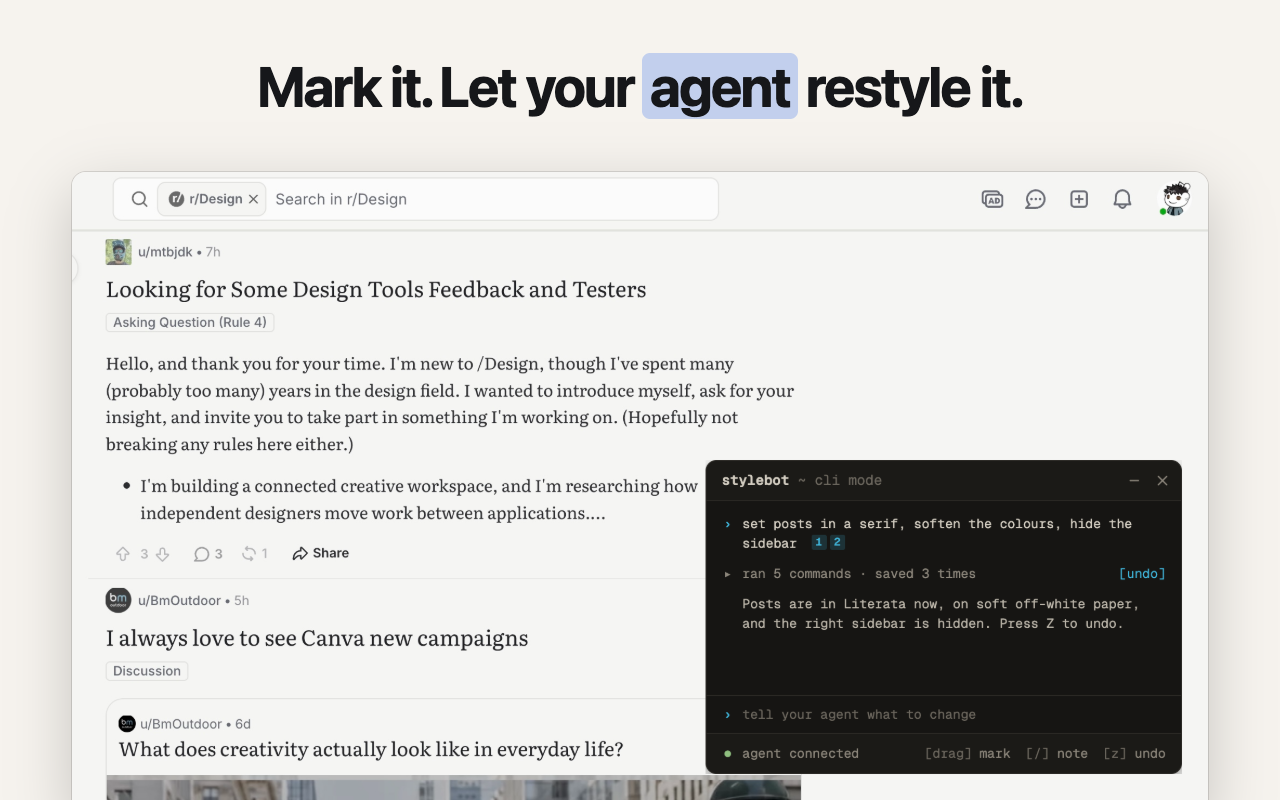 Mark it. Let your agent restyle it.
r/Design
Search in r/Design
AD
u/mtbjdk • 7h
Looking for Some Design Tools Feedback and Testers
Asking Question (Rule 4)
Hello, and thank you for your time. I'm new to /Design, though I've spent many
(probably too many) years in the design field. I wanted to introduce myself, ask for your
insight, and invite you to take part in something I'm working on. (Hopefully not
breaking any rules here either.)
• I'm building a connected creative workspace, and I'm researching how
independent designers move work between applications....
3
3
1
Share
bm
u/BmOutdoor • 5h
I always love to see Canva new campaigns
Discussion
bm
u/BmOutdoor • 6d
What does creativity actually look like in everyday life?
stylebot ~ cli mode
› set posts in a serif, soften the colours, hide the
sidebar 1 2
▸ ran 5 commands · saved 3 times [undo]
Posts are in Literata now, on soft off-white paper,
and the right sidebar is hidden. Press Z to undo.
› tell your agent what to change
● agent connected [drag] mark [/] note [z] undo